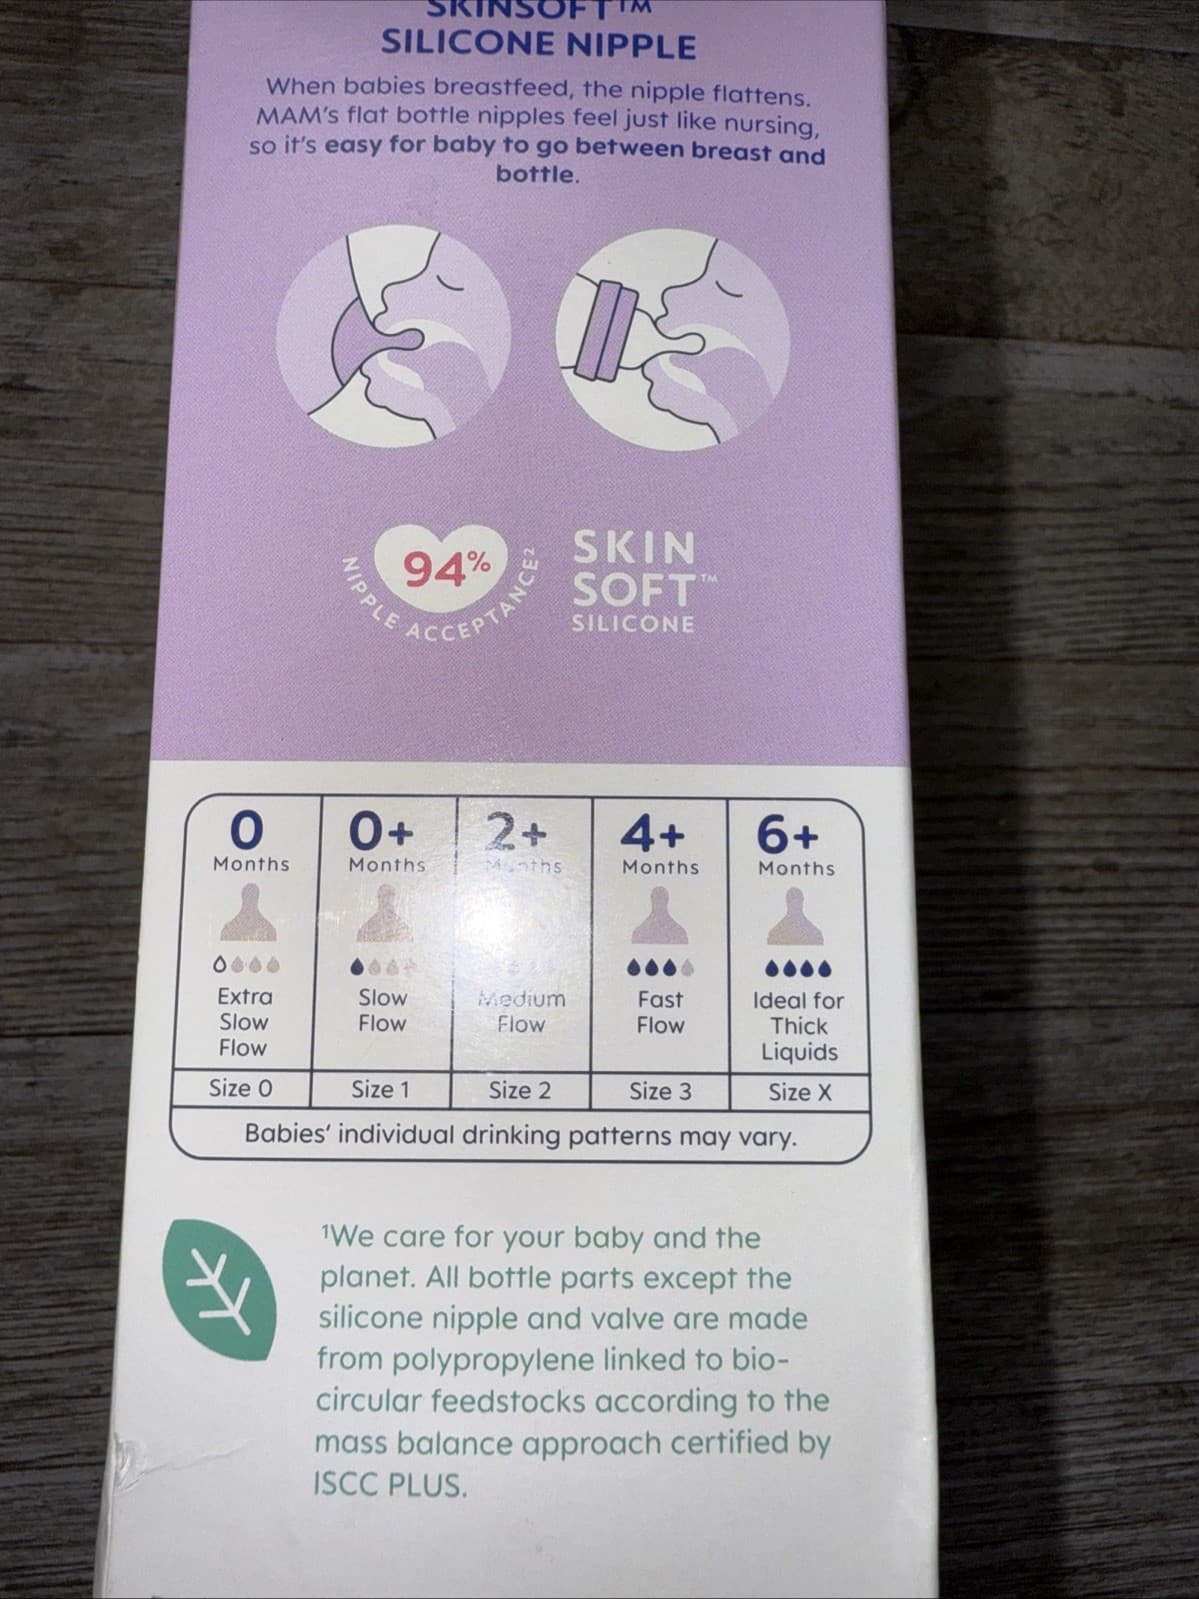 SKINSOFT™
SILICONE NIPPLE
When babies breastfeed, the nipple flattens.
MAM's flat bottle nipples feel just like nursing,
so it's easy for baby to go between breast and
bottle.
94%
NIPPLE ACCEPTANCE²
SKIN
SOFT™
SILICONE
0
Months
Extra
Slow
Flow
Size 0
0+
Months
Slow
Flow
Size 1
2+
Months
Medium
Flow
Size 2
4+
Months
Fast
Flow
Size 3
6+
Months
Ideal for
Thick
Liquids
Size X
Babies' individual drinking patterns may vary.
¹We care for your baby and the
planet. All bottle parts except the
silicone nipple and valve are made
from polypropylene linked to bio-
circular feedstocks according to the
mass balance approach certified by
ISCC PLUS.